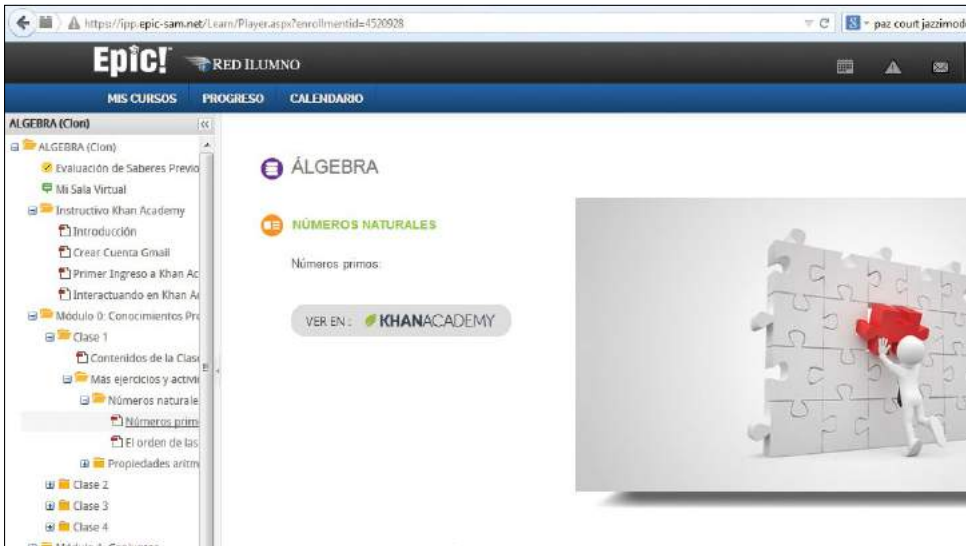 https://ipp.epic-sam.net/Learn/Player.aspx?enrollmentid=4520928
paz court jazzimod
Epic!
RED ILUMNO
MIS CURSOS PROGRESO CALENDARIO
ALGEBRA (Clon)
ALGEBRA (Clon)
Evaluación de Saberes Previo
Mi Sala Virtual
Instructivo Khan Academy
Introducción
Crear Cuenta Gmail
Primer Ingreso a Khan Ac
Interactuando en Khan A
Módulo 0: Conocimientos Pr
Clase 1
Contenidos de la Clas
Más ejercicios y activi
Números naturale
Números prim
El orden de las
Propiedades aritm
Clase 2
Clase 3
Clase 4
ÁLGEBRA
NÚMEROS NATURALES
Números primos:
VER EN : KHANACADEMY